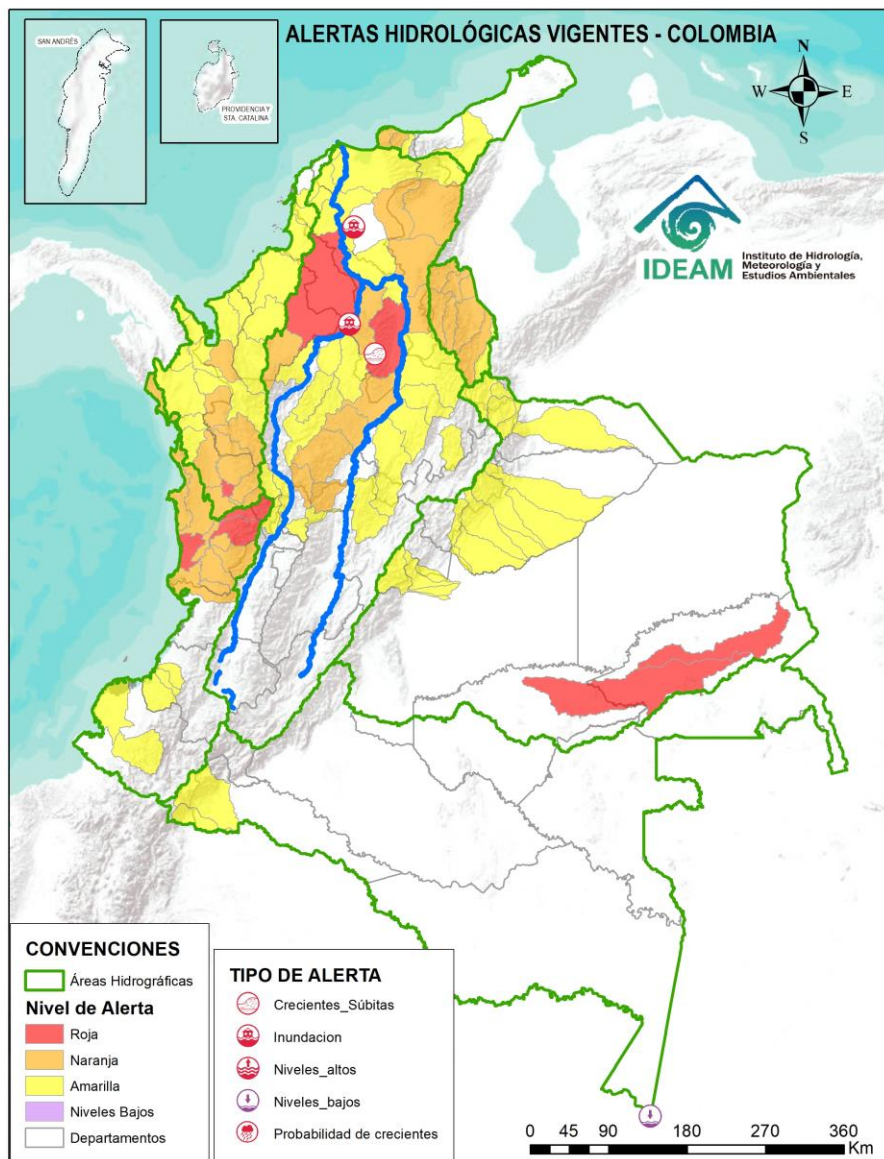 ALERTAS HIDROLÓGICAS VIGENTES - COLOMBIA
SAN ANDRÉS
PROVIDENCIA Y
STA. CATALINA
N
W
E
S
IDEAM
Instituto de Hidrología,
Meteorología y
Estudios Ambientales
CONVENCIONES
Áreas Hidrográficas
Nivel de Alerta
Roja
Naranja
Amarilla
Niveles Bajos
Departamentos
TIPO DE ALERTA
Crecientes_Súbitas
Inundacion
Niveles_altos
Niveles_bajos
Probabilidad de crecientes
0 45 90 180 270 360
Km